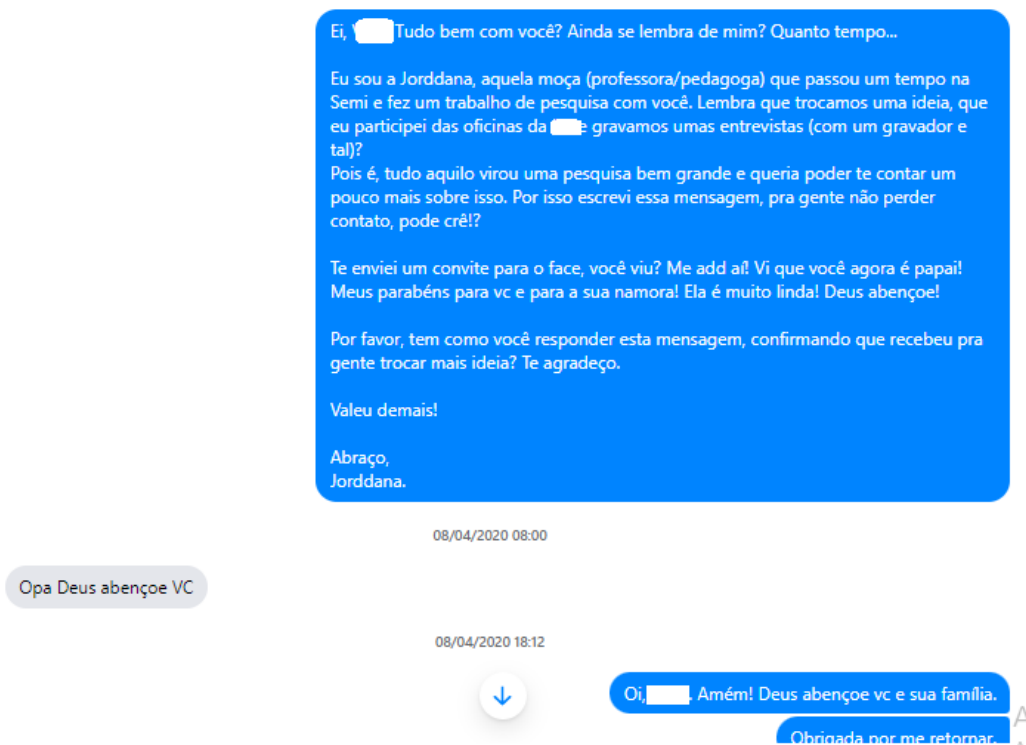 Ei, Tudo bem com você? Ainda se lembra de mim? Quanto tempo...
Eu sou a Jorddana, aquela moça (professora/pedagoga) que passou um tempo na
Semi e fez um trabalho de pesquisa com você. Lembra que trocamos uma ideia, que
eu participei das oficinas da e gravamos umas entrevistas (com um gravador e
tal)?
Pois é, tudo aquilo virou uma pesquisa bem grande e queria poder te contar um
pouco mais sobre isso. Por isso escrevi essa mensagem, pra gente não perder
contato, pode crê!?
Te enviei um convite para o face, você viu? Me add aí! Vi que você agora é papai!
Meus parabéns para vc e para a sua namora! Ela é muito linda! Deus abençoe!
Por favor, tem como você responder esta mensagem, confirmando que recebeu pra
gente trocar mais ideia? Te agradeço.
Valeu demais!
Abraço,
Jorddana.
08/04/2020 08:00
Opa Deus abençoe VC
08/04/2020 18:12
Oi, . Amém! Deus abençoe vc e sua família.
Obrigada por me retornar.